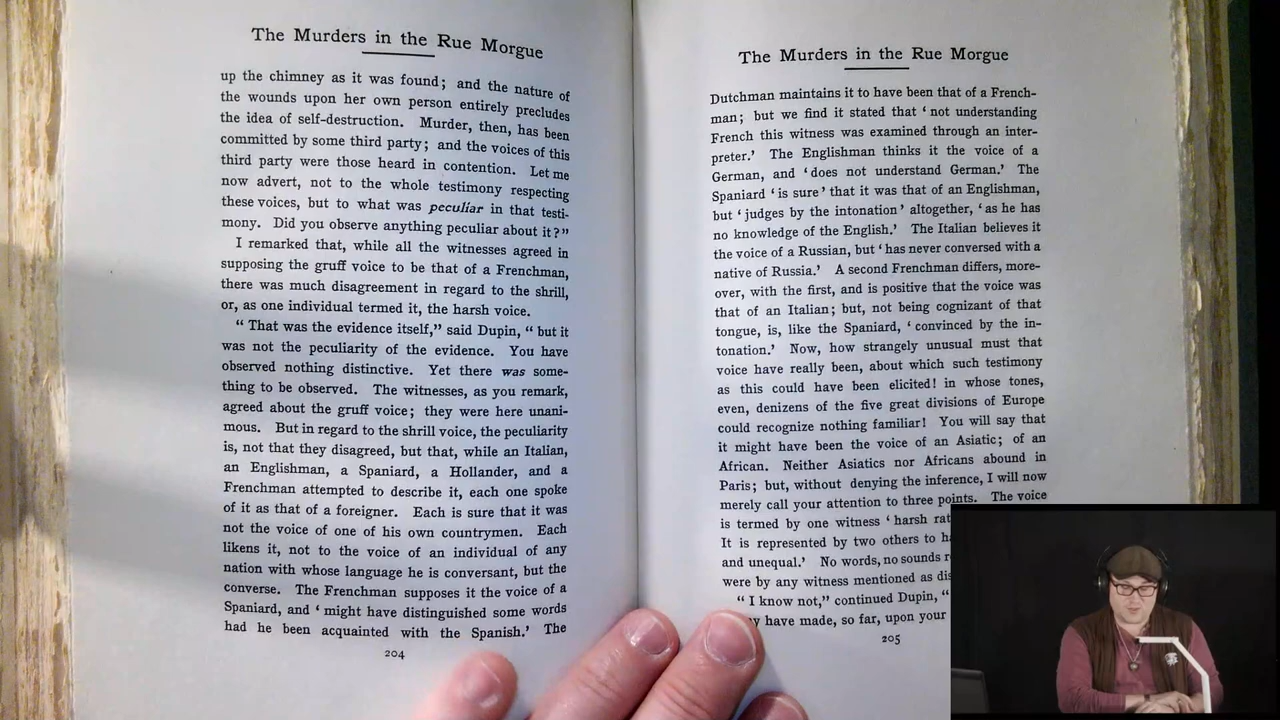 The Murders in the Rue Morgue
up the chimney as it was found; and the nature of
the wounds upon her own person entirely precludes
the idea of self-destruction. Murder, then, has been
committed by some third party; and the voices of this
third party were those heard in contention. Let me
now advert, not to the whole testimony respecting
these voices, but to what was peculiar in that testi-
mony. Did you observe anything peculiar about it?”
I remarked that, while all the witnesses agreed in
supposing the gruff voice to be that of a Frenchman,
there was much disagreement in regard to the shrill,
or, as one individual termed it, the harsh voice.
“ That was the evidence itself,” said Dupin, “ but it
was not the peculiarity of the evidence. You have
observed nothing distinctive. Yet there was some-
thing to be observed. The witnesses, as you remark,
agreed about the gruff voice; they were here unani-
mous. But in regard to the shrill voice, the peculiarity
is, not that they disagreed, but that, while an Italian,
an Englishman, a Spaniard, a Hollander, and a
Frenchman attempted to describe it, each one spoke
of it as that of a foreigner. Each is sure that it was
not the voice of one of his own countrymen. Each
likens it, not to the voice of an individual of any
nation with whose language he is conversant, but the
converse. The Frenchman supposes it the voice of a
Spaniard, and ‘ might have distinguished some words
had he been acquainted with the Spanish.’ The
204
The Murders in the Rue Morgue
Dutchman maintains it to have been that of a French-
man; but we find it stated that ‘ not understanding
French this witness was examined through an inter-
preter.’ The Englishman thinks it the voice of a
German, and ‘ does not understand German.’ The
Spaniard ‘ is sure ’ that it was that of an Englishman,
but ‘ judges by the intonation ’ altogether, ‘ as he has
no knowledge of the English.’ The Italian believes it
the voice of a Russian, but ‘ has never conversed with a
native of Russia.’ A second Frenchman differs, more-
over, with the first, and is positive that the voice was
that of an Italian; but, not being cognizant of that
tongue, is, like the Spaniard, ‘ convinced by the in-
tonation.’ Now, how strangely unusual must that
voice have really been, about which such testimony
as this could have been elicited! in whose tones,
even, denizens of the five great divisions of Europe
could recognize nothing familiar! You will say that
it might have been the voice of an Asiatic; of an
African. Neither Asiatics nor Africans abound in
Paris; but, without denying the inference, I will now
merely call your attention to three points. The voice
is termed by one witness ‘ harsh
It is represented by two others to
and unequal.’ No words, no sounds
were by any witness mentioned as
“ I know not,” continued Dupin, “
have made, so far, upon your
205